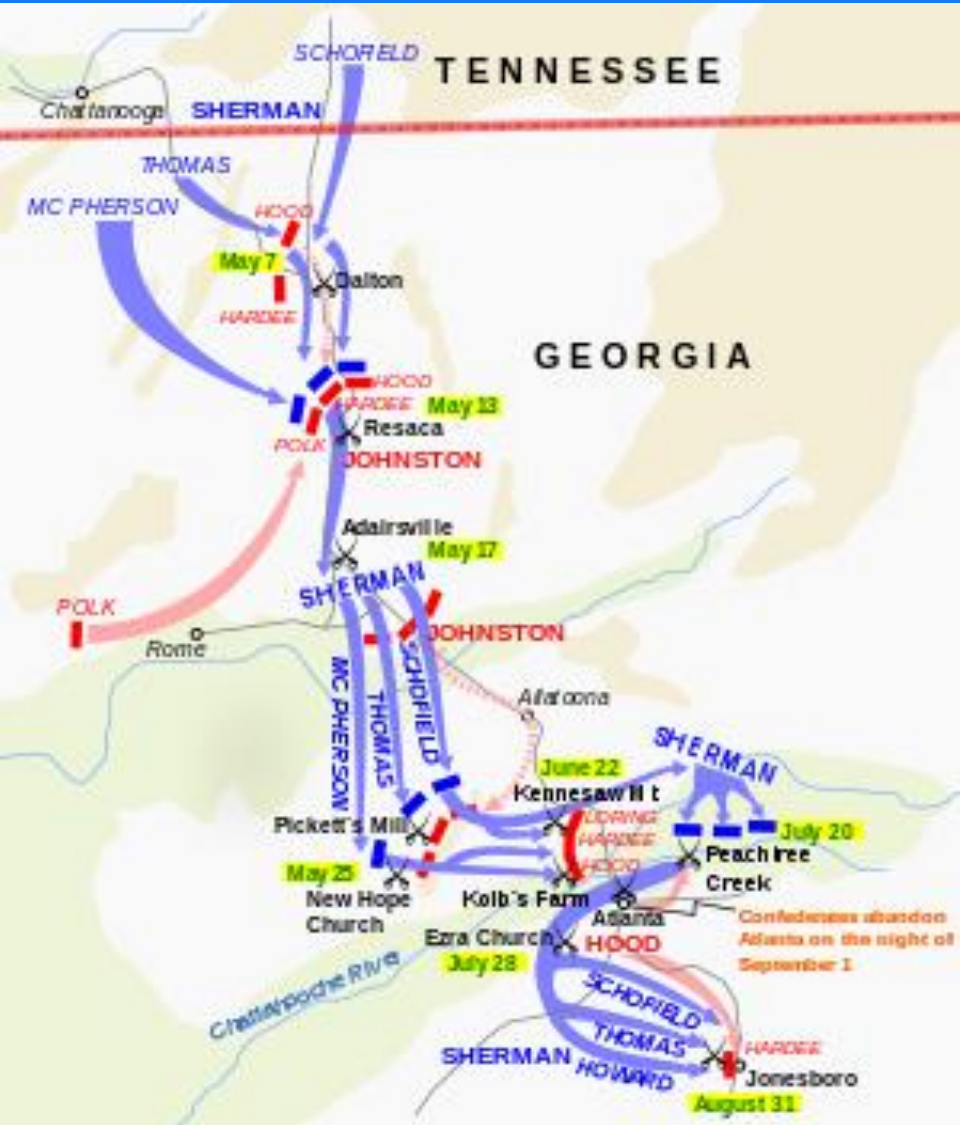 SCHOFIELD
TENNESSEE
Chattanooga
SHERMAN
THOMAS
MC PHERSON
HOOD
May 7
Dalton
HARDEE
GEORGIA
HOOD
HARDEE
May 13
Resaca
POLK
JOHNSTON
Adairsville
May 17
SHERMAN
POLK
JOHNSTON
Rome
MC PHERSON
THOMAS
SCHOFIELD
Allatoona
SHERMAN
June 22
Kennesaw Mt
LORING
Pickett's Mill
HARDEE
July 20
Peachtree
Creek
HOOD
May 25
New Hope
Church
Kolb's Farm
Atlanta
Confederates abandon
Atlanta on the night of
September 1
Ezra Church
HOOD
July 28
Chattahoochie River
SCHOFIELD
THOMAS
HOWARD
SHERMAN
HARDEE
Jonesboro
August 31